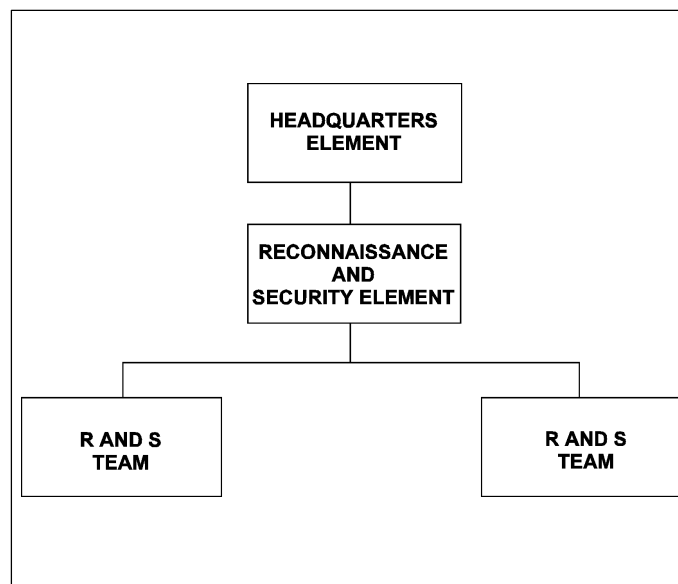 HEADQUARTERS
ELEMENT
RECONNAISSANCE
AND
SECURITY ELEMENT
R AND S
TEAM
R AND S
TEAM